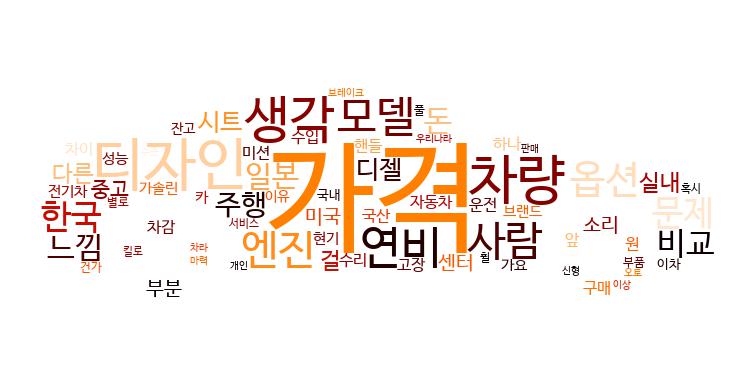 브레이크
생각
모델
풀
돈
시트
잔고
수입
우리나라
하니
판매
핸들
차이
성능
디자인
미션
가격
디젤
차량
옵션
실내
혹시
다른
일본
전기차
중고
가솔린
카
이유
국내
별로
주행
자동차
운전
브랜드
문제
한국
미국
국산
서비스
차감
소리
사람
느낌
엔진
현기
연비
앞
원
비교
킬로
차라
마력
걸
수리
고장
센터
휠
가요
건가
개인
신형
부품
오토
이차
부분
구매
이상